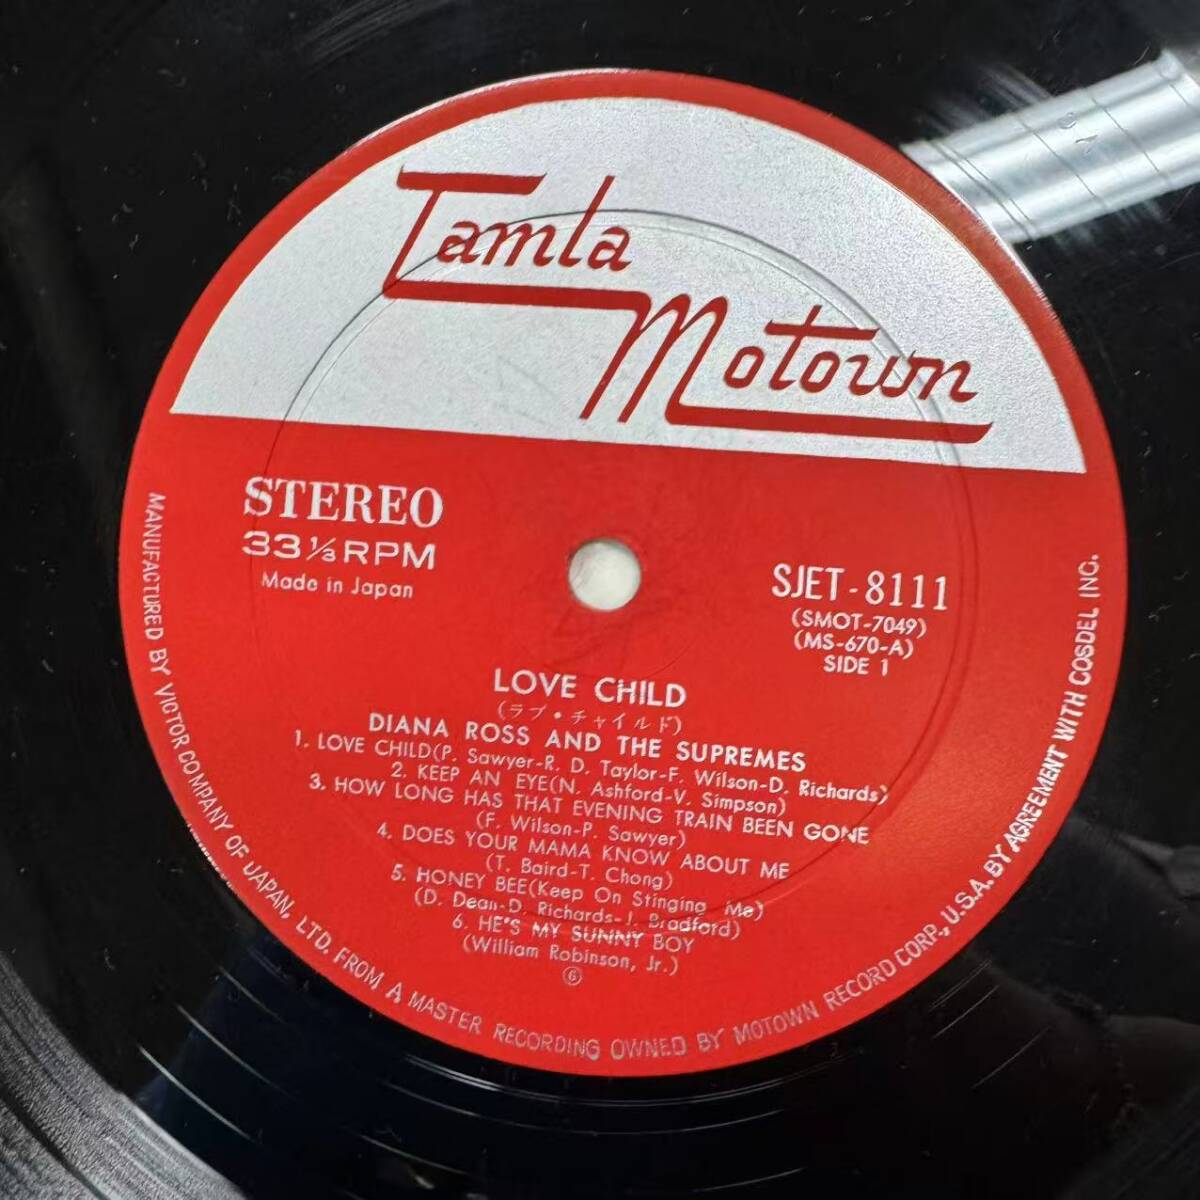 Tamla
Motown
STEREO
33⅓RPM
Made in Japan
SJET-8111
(SMOT-7049)
(MS-670-A)
SIDE 1
LOVE CHILD
(ラブ・チャイルド)
DIANA ROSS AND THE SUPREMES
1. LOVE CHILD(P. Sawyer-R. D. Taylor-F. Wilson-D. Richards)
2. KEEP AN EYE(N. Ashford-V. Simpson)
3. HOW LONG HAS THAT EVENING TRAIN BEEN GONE
(F. Wilson-P. Sawyer)
4. DOES YOUR MAMA KNOW ABOUT ME
(T. Baird-T. Chong)
5. HONEY BEE(Keep On Stinging Me)
(D. Dean-D. Richards-J. Bradford)
6. HE'S MY SUNNY BOY
(William Robinson, Jr.)
⑥
MANUFACTURED BY VICTOR COMPANY OF JAPAN, LTD. FROM A MASTER RECORDING OWNED BY MOTOWN RECORD CORP., U.S.A. BY AGREEMENT WITH COSDEL INC.